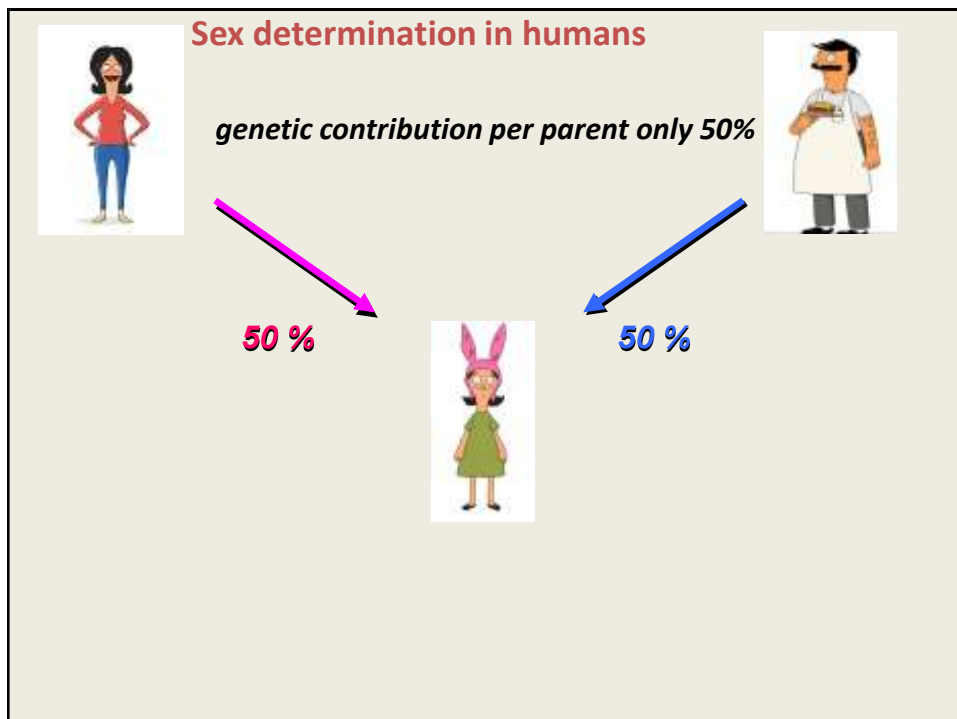 Sex determination in humans
genetic contribution per parent only 50%
50 %
50 %